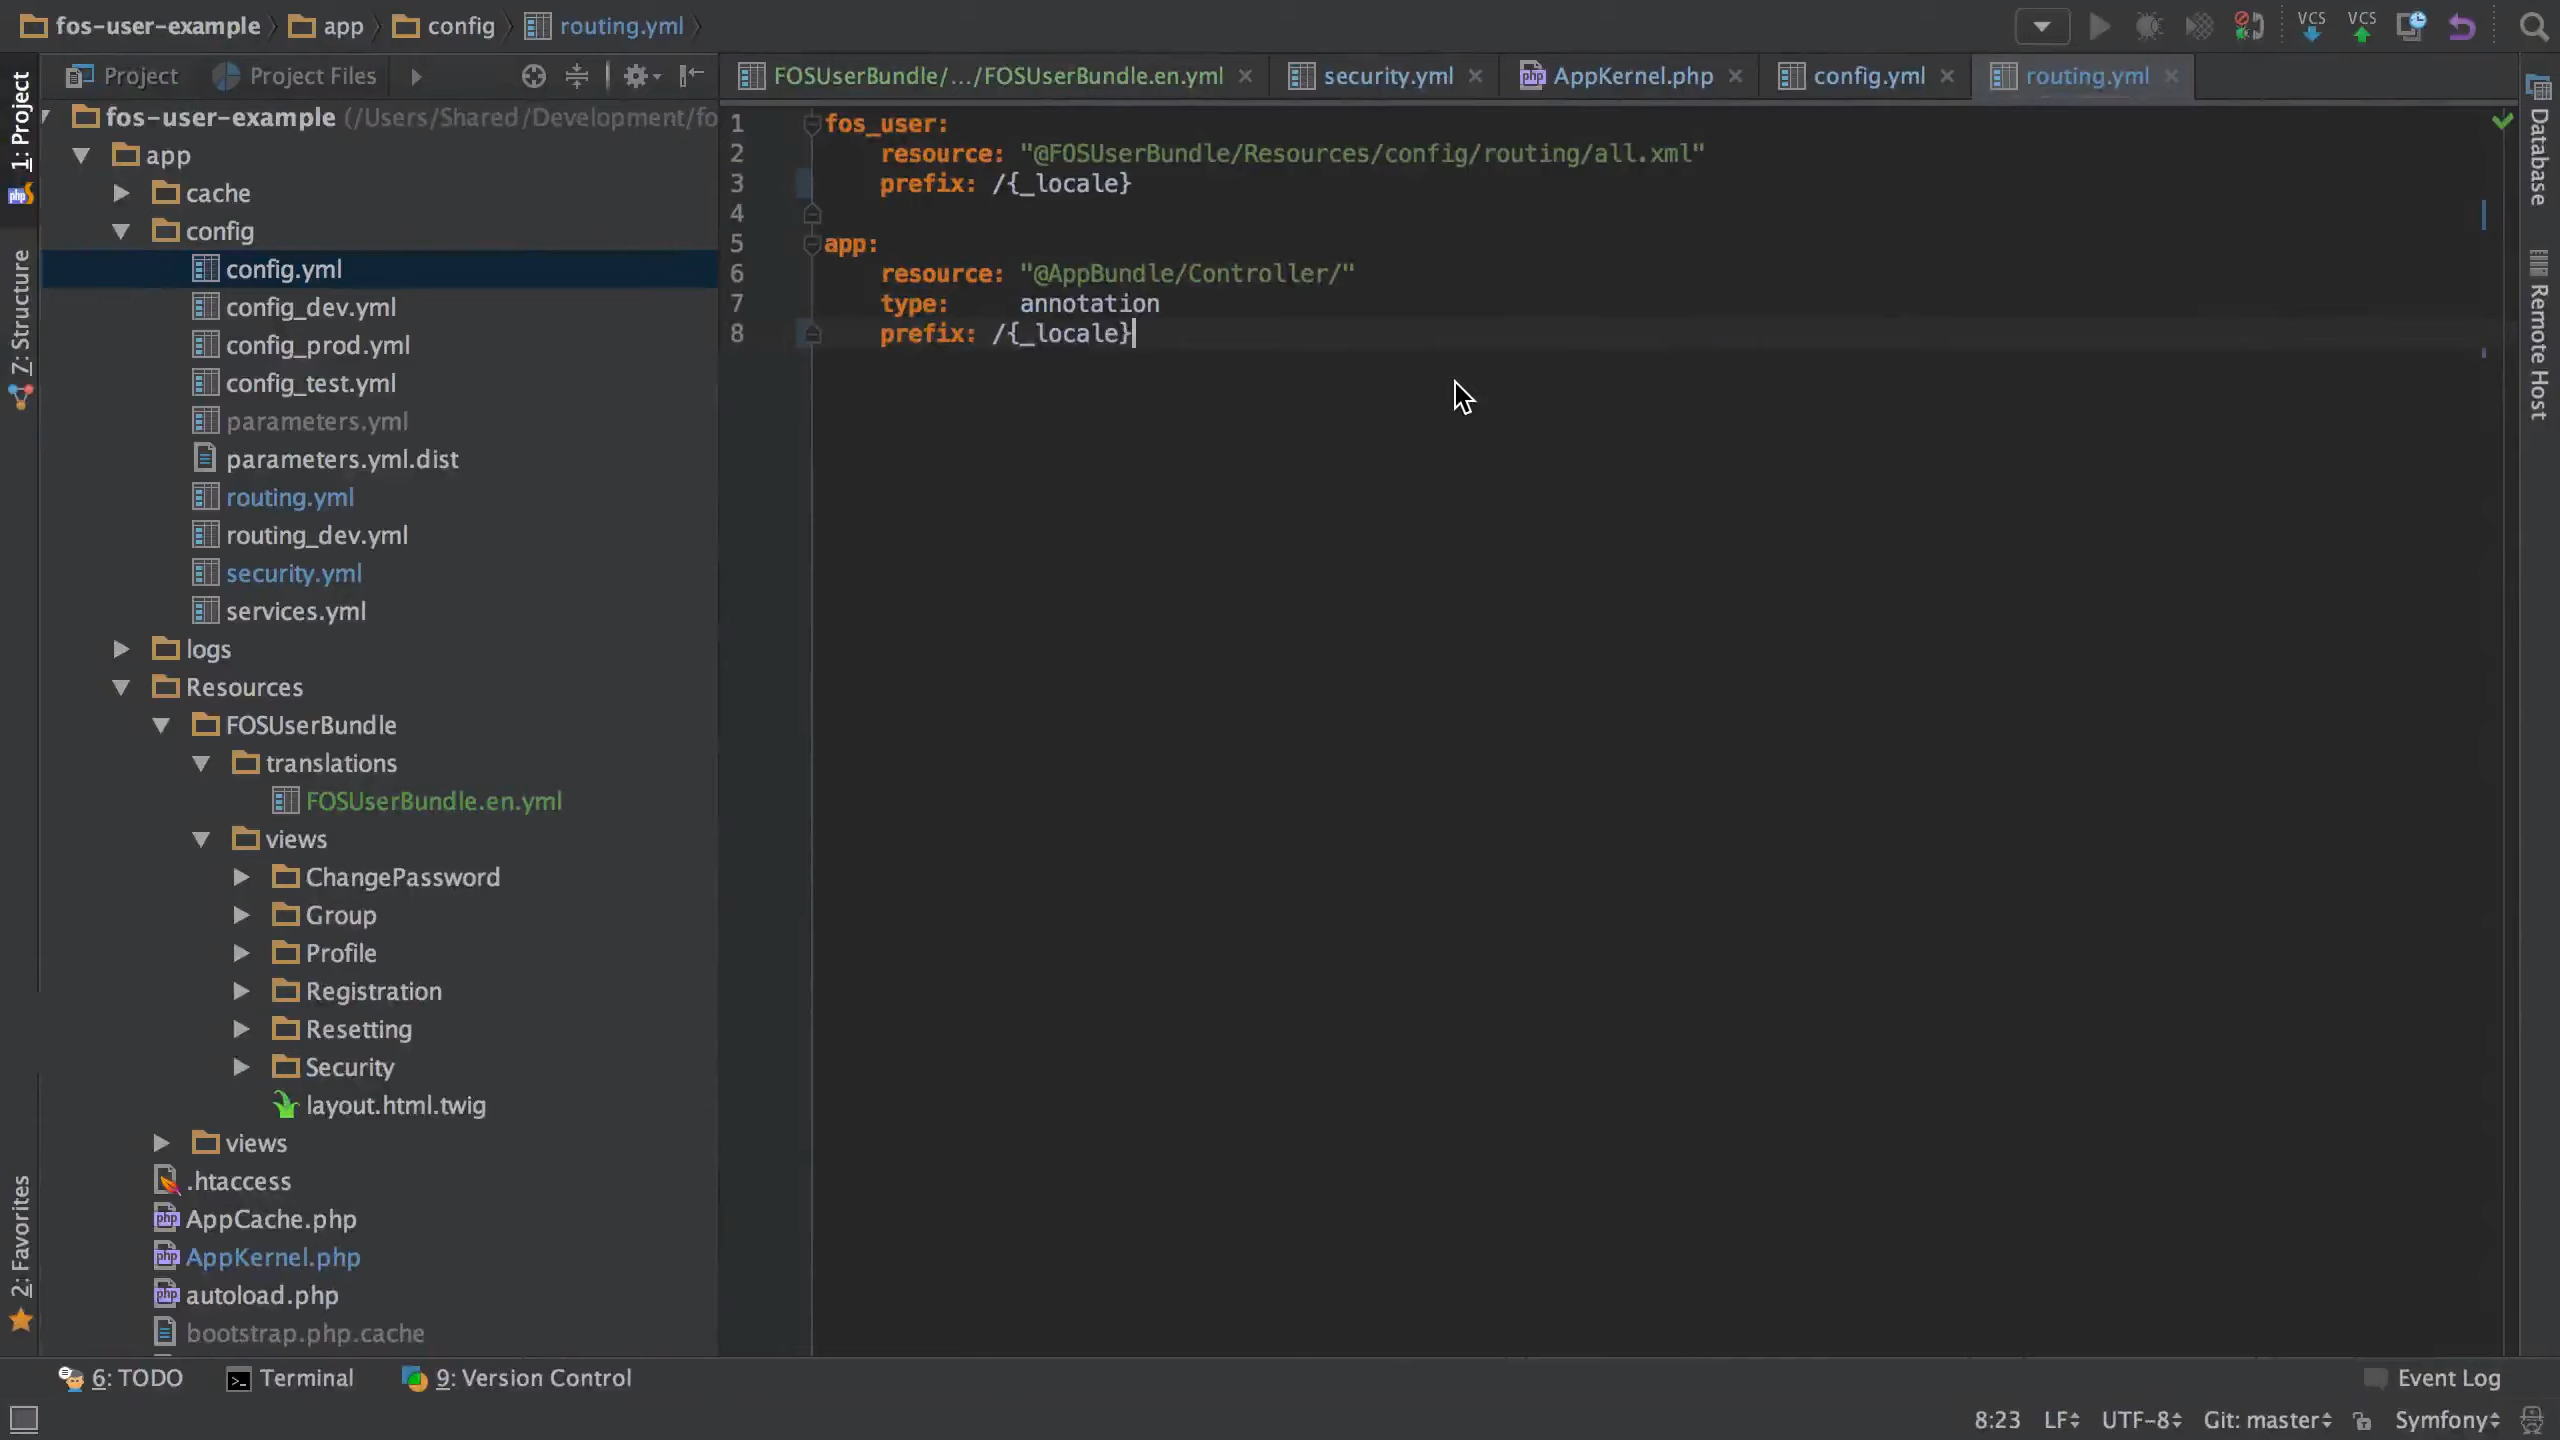 fos-user-example
app
config
routing.yml
VCS
VCS
1: Project
7: Structure
2: Favorites
Project
Project Files
fos-user-example (/Users/Shared/Development/fo
app
cache
config
config.yml
config_dev.yml
config_prod.yml
config_test.yml
parameters.yml
parameters.yml.dist
routing.yml
routing_dev.yml
security.yml
services.yml
logs
Resources
FOSUserBundle
translations
FOSUserBundle.en.yml
views
ChangePassword
Group
Profile
Registration
Resetting
Security
layout.html.twig
views
.htaccess
AppCache.php
AppKernel.php
autoload.php
bootstrap.php.cache
FOSUserBundle/.../FOSUserBundle.en.yml
security.yml
AppKernel.php
config.yml
routing.yml
1 fos_user:
2 resource: "@FOSUserBundle/Resources/config/routing/all.xml"
3 prefix: /{_locale}
4
5 app:
6 resource: "@AppBundle/Controller/"
7 type: annotation
8 prefix: /{_locale}
Database
Remote Host
6: TODO
Terminal
9: Version Control
Event Log
8:23
LF
UTF-8
Git: master
Symfony